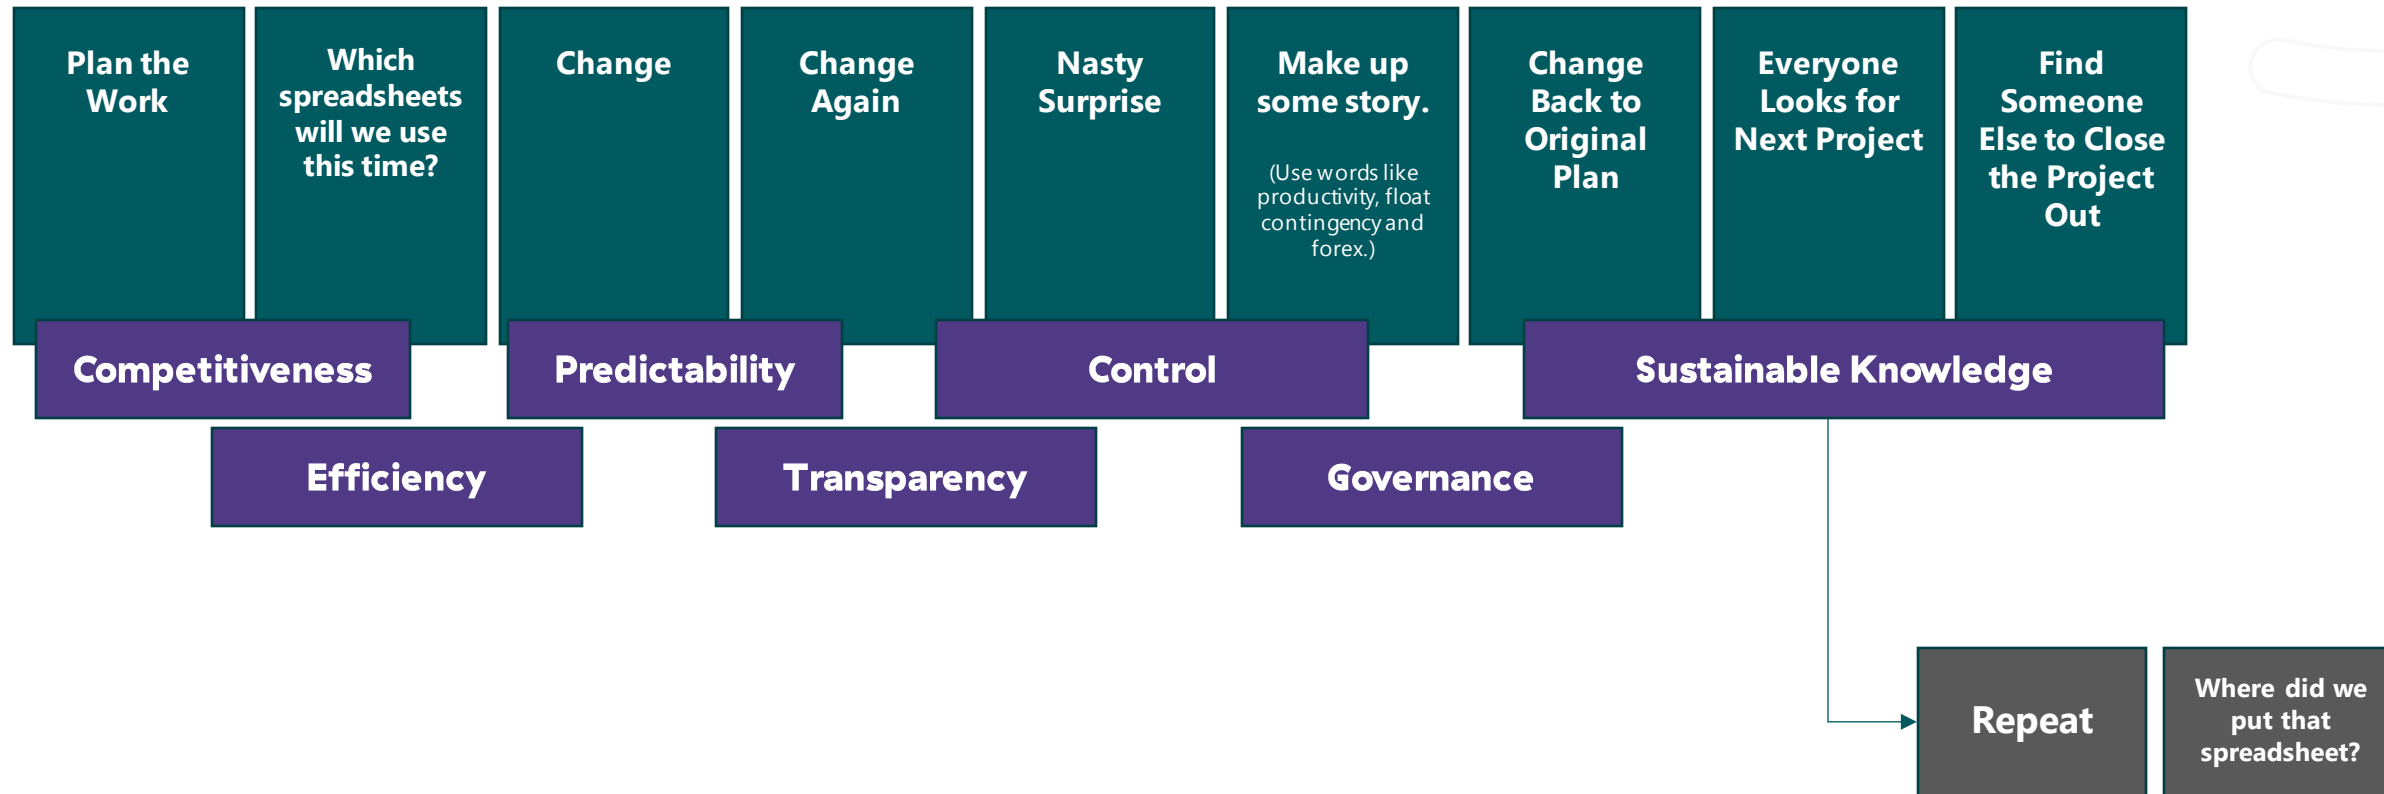 Plan the
Work
Which
spreadsheets
will we use
this time?
Change
Change
Again
Nasty
Surprise
Make up
some story.
(Use words like
productivity, float
contingency and
forex.)
Change
Back to
Original
Plan
Everyone
Looks for
Next Project
Find
Someone
Else to Close
the Project
Out
Competitiveness
Predictability
Control
Sustainable Knowledge
Efficiency
Transparency
Governance
Repeat
Where did we
put that
spreadsheet?